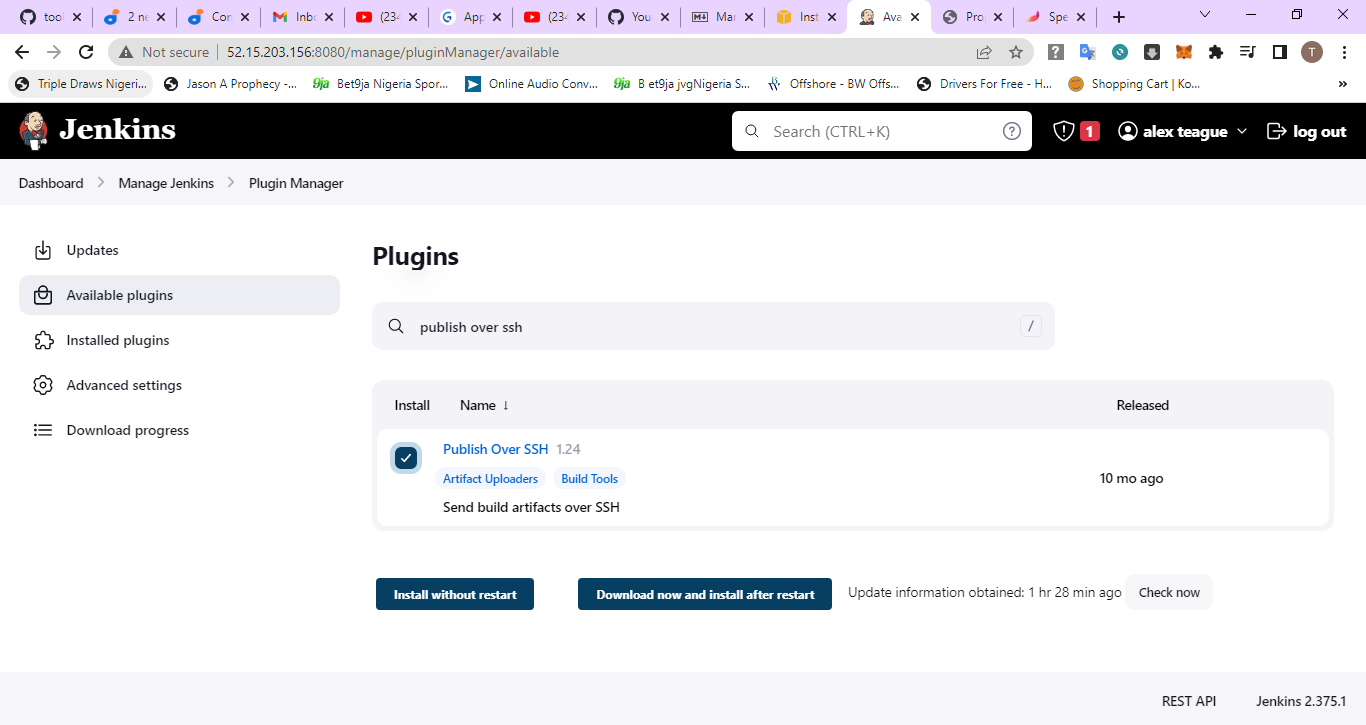 tool
2 ne
Con
Inbo
(234
App
(234
You
Mar
Inst
Ava
Pro
Spe
Not secure 52.15.203.156:8080/manage/pluginManager/available
T
Triple Draws Nigeri... Jason A Prophecy -... Bet9ja Nigeria Spor... Online Audio Conv... B et9ja jvgNigeria S... Offshore - BW Offs... Drivers For Free - H... Shopping Cart | Ko... »
Jenkins Search (CTRL+K) ? 1 alex teague log out
Dashboard Manage Jenkins Plugin Manager
Updates
Available plugins
Installed plugins
Advanced settings
Download progress
Plugins
publish over ssh /
Install Name ↓ Released
Publish Over SSH 1.24
Artifact Uploaders Build Tools
10 mo ago
Send build artifacts over SSH
Install without restart Download now and install after restart Update information obtained: 1 hr 28 min ago Check now
REST API Jenkins 2.375.1